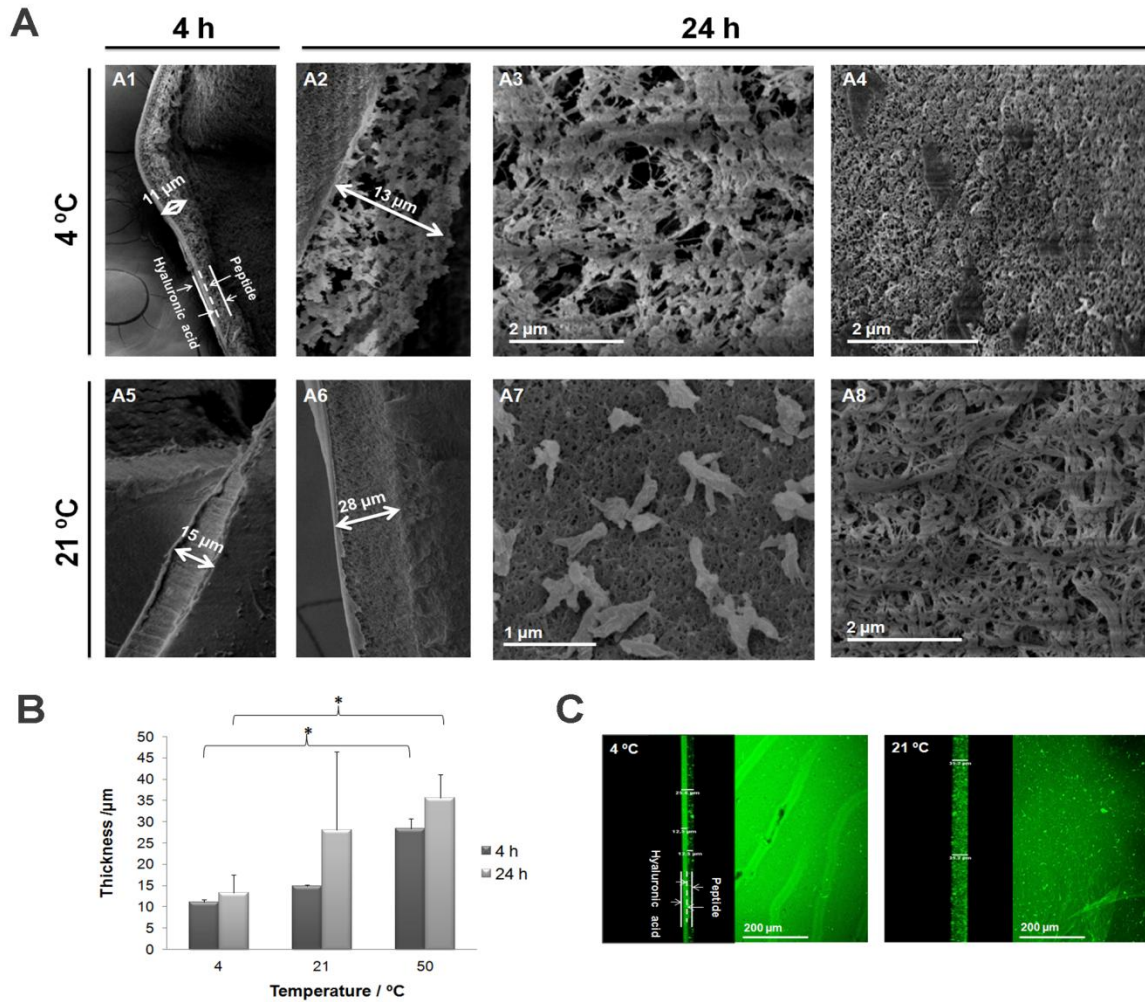 A
4 h
24 h
4 ºC
A1
11 µm
Hyaluronic acid
Peptide
A2
13 µm
A3
2 µm
A4
2 µm
21 ºC
A5
15 µm
A6
28 µm
A7
1 µm
A8
2 µm
B
*
*
Thickness /µm
50
45
40
35
30
25
20
15
10
5
0
4
21
50
Temperature / ºC
4 h
24 h
C
4 ºC
Hyaluronic acid
Peptide
200 µm
21 ºC
200 µm